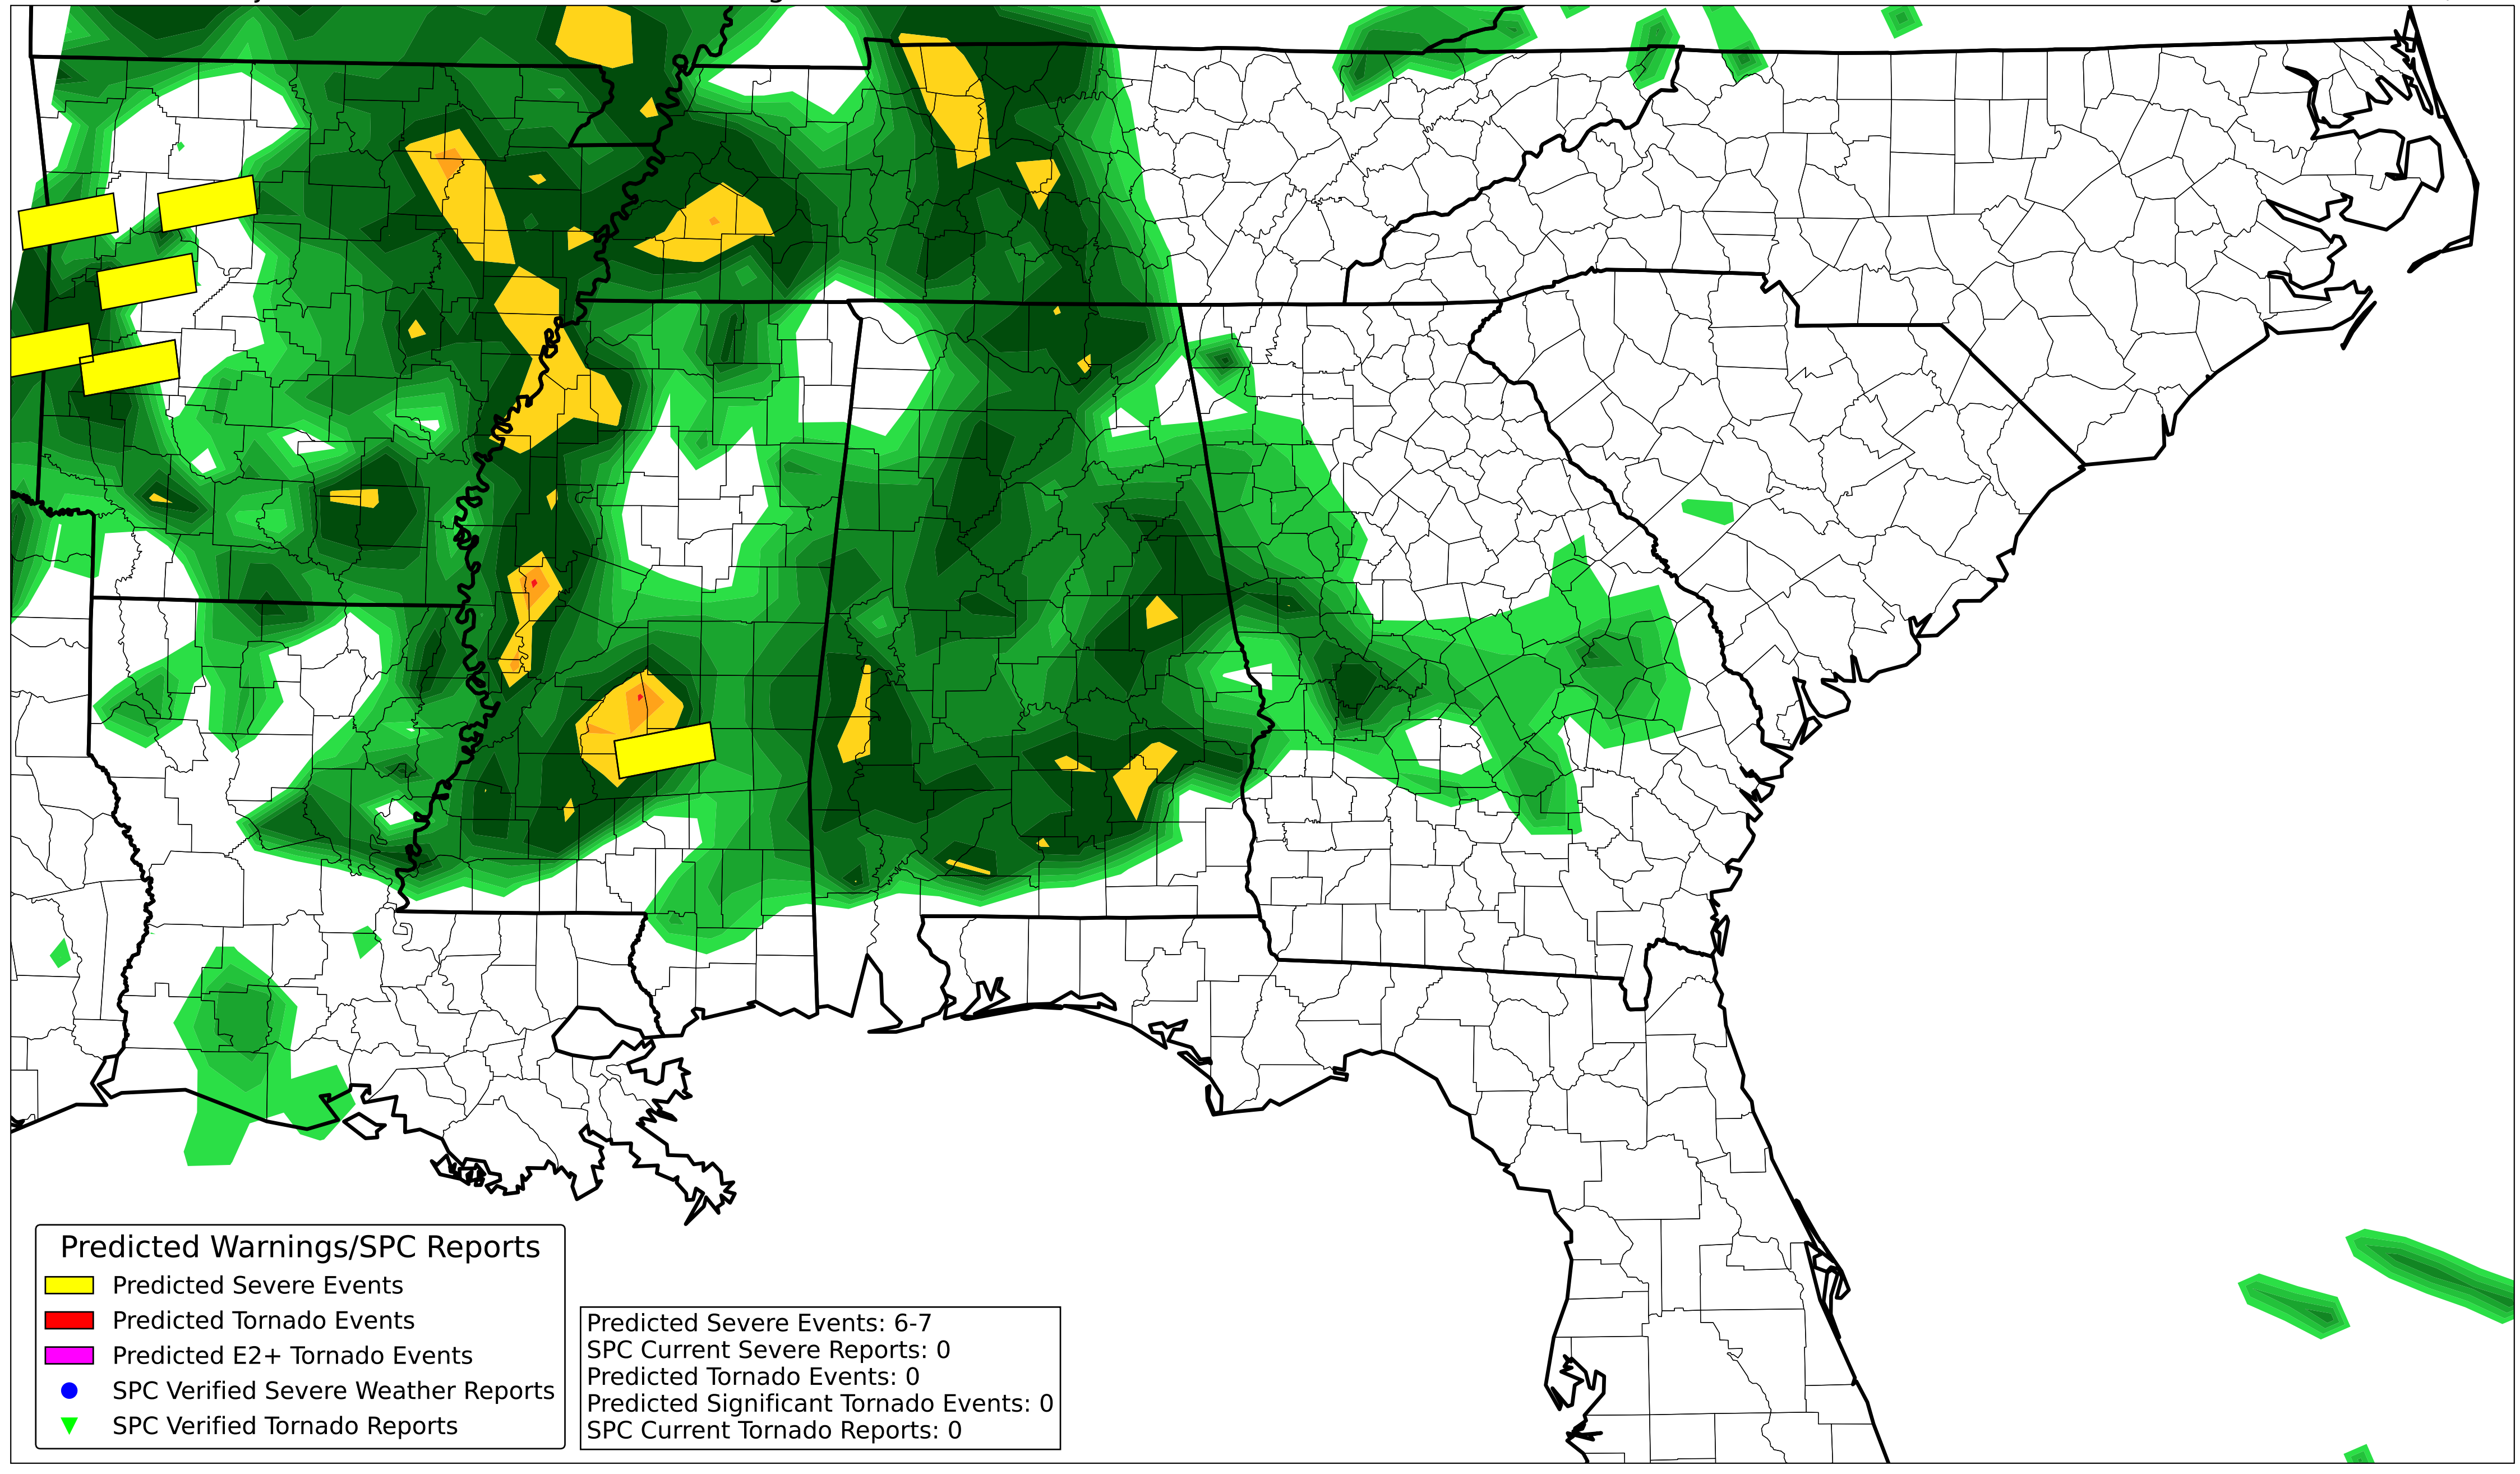 Predicted Warnings/SPC Reports
Predicted Severe Events
Predicted Tornado Events
Predicted E2+ Tornado Events
SPC Verified Severe Weather Reports
SPC Verified Tornado Reports
Predicted Severe Events: 6-7
SPC Current Severe Reports: 0
Predicted Tornado Events: 0
Predicted Significant Tornado Events: 0
SPC Current Tornado Reports: 0